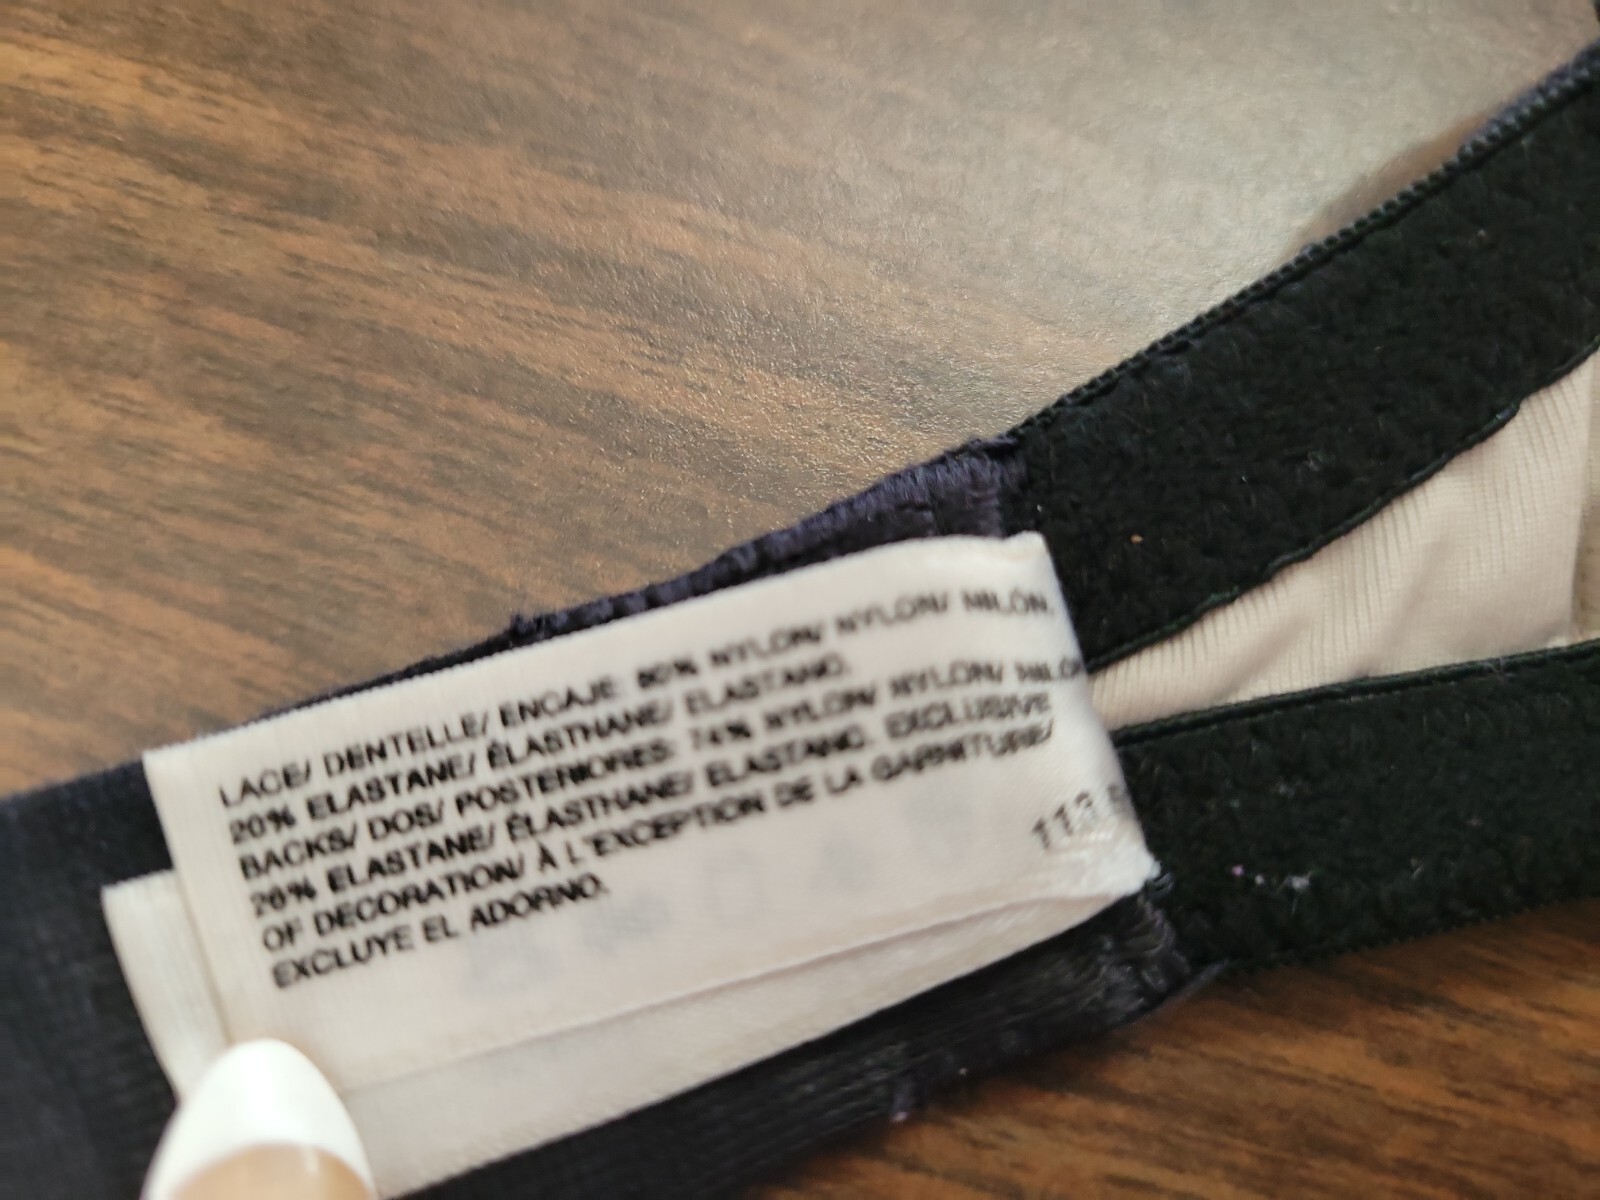 LACE/ DENTELLE/ ENCAJE: 80% NYLON/ NYLON/ NILÓN,
20% ELASTANE/ ÉLASTHANE/ ELASTANO.
BACKS/ DOS/ POSTERIORES: 74% NYLON/ NYLON/ NILÓN
26% ELASTANE/ ÉLASTHANE/ ELASTANO. EXCLUSIVE
OF DECORATION/ À L'EXCEPTION DE LA GARNITURE/
EXCLUYE EL ADORNO.